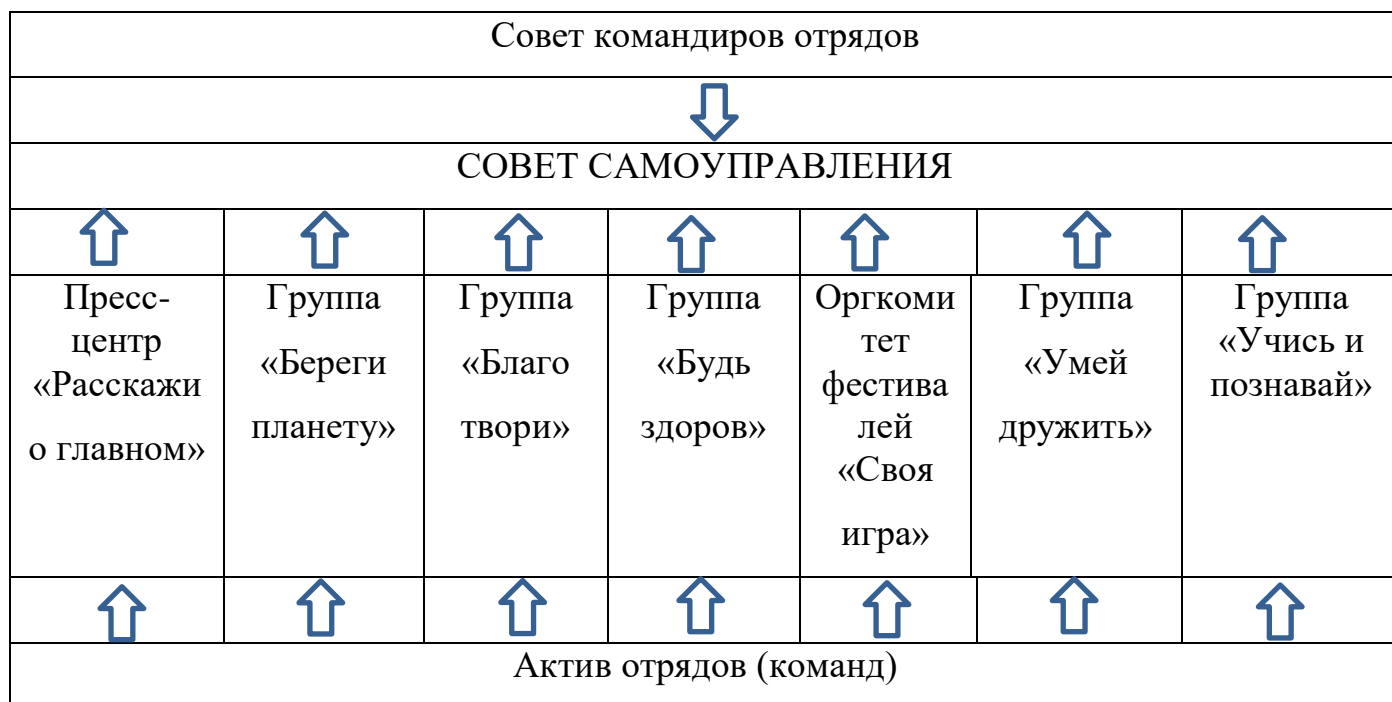 Совет командиров отрядов
СОВЕТ САМОУПРАВЛЕНИЯ
Пресс-
центр
«Расскажи
о главном»
Группа
«Береги
планету»
Группа
«Благо
твори»
Группа
«Будь
здоров»
Оргкоми
тет
фестива
лей
«Своя
игра»
Группа
«Умей
дружить»
Группа
«Учись и
познавай»
Актив отрядов (команд)